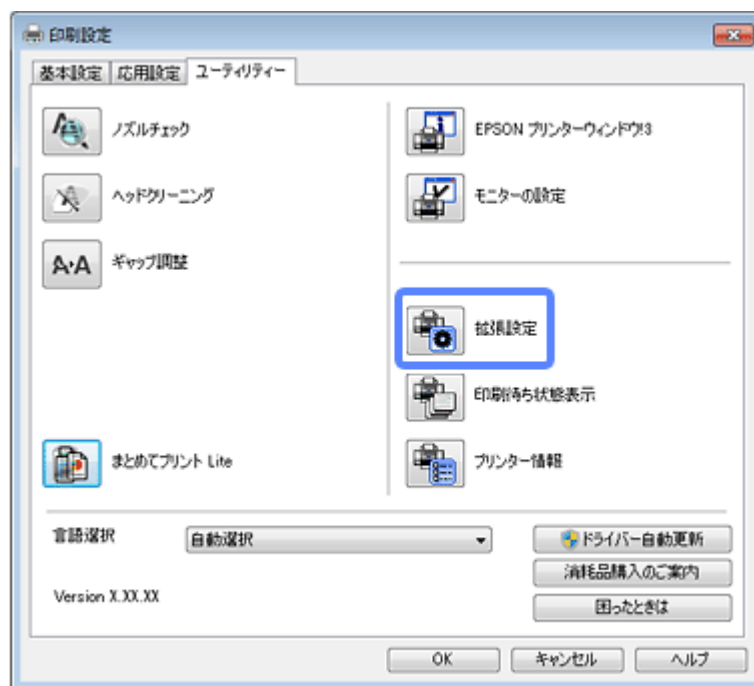 印刷設定
基本設定 応用設定 ユーティリティー
ノズルチェック
ヘッドクリーニング
A▸A ギャップ調整
まとめてプリント Lite
EPSON プリンターウィンドウ!3
モニターの設定
拡張設定
印刷待ち状態表示
プリンター情報
言語選択 自動選択
Version X.XX.XX
ドライバー自動更新
消耗品購入のご案内
困ったときは
OK キャンセル ヘルプ